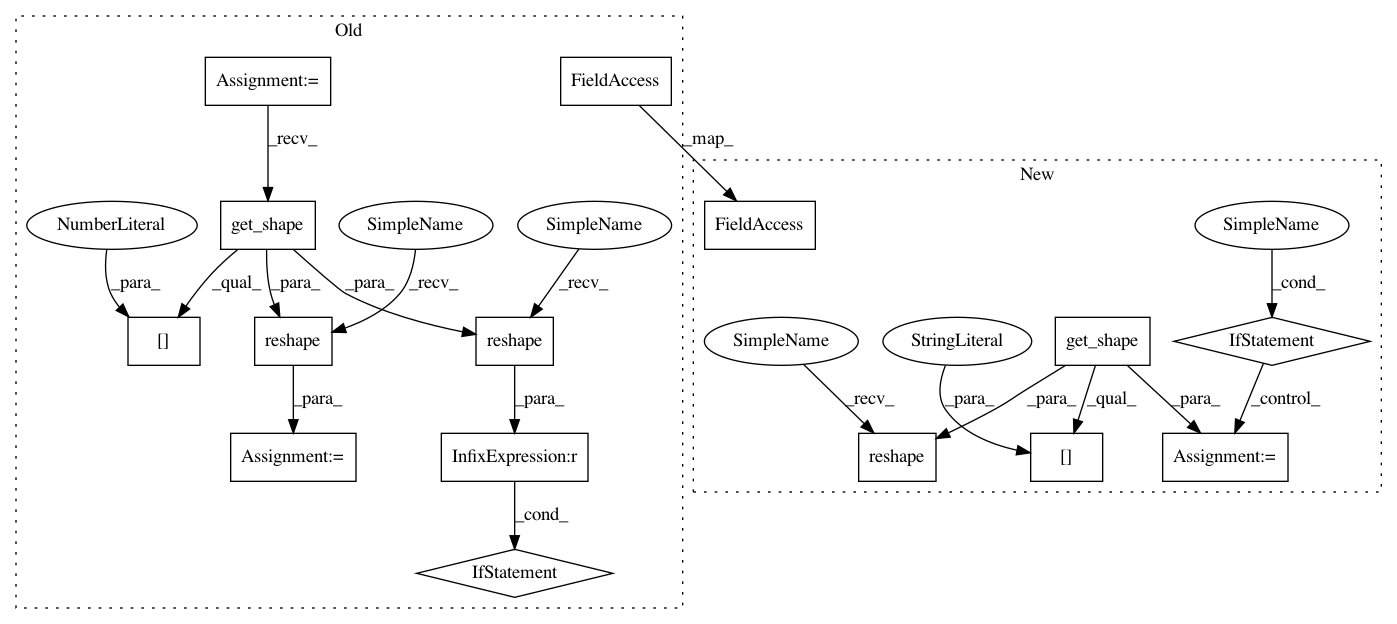 Old
Assignment:=
FieldAccess
_recv_
_map_
New
NumberLiteral
get_shape
SimpleName
SimpleName
FieldAccess
SimpleName
_para_
_qual_
_para_
_para_
_recv_
_recv_
_cond_
[]
reshape
reshape
SimpleName
StringLiteral
get_shape
IfStatement
_para_
_para_
_recv_
_para_
_para_
_qual_
_para_
_control_
Assignment:=
InfixExpression:r
reshape
[]
Assignment:=
_cond_
IfStatement